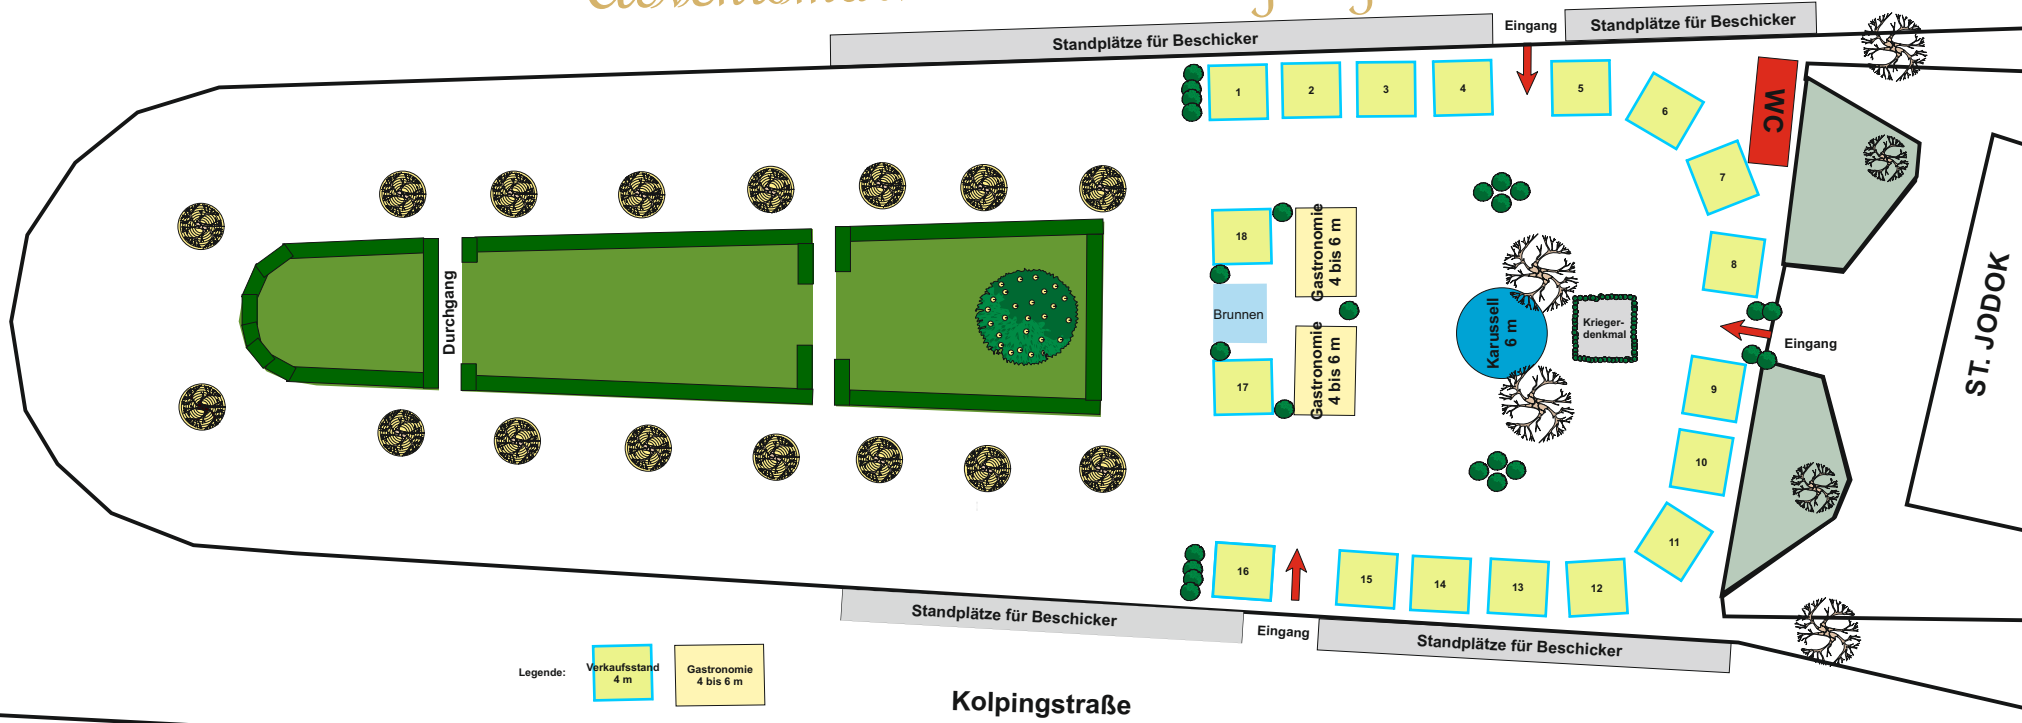 Standplätze für Beschicker
Eingang
Standplätze für Beschicker
1
2
3
4
5
6
WC
7
18
Gastronomie
4 bis 6 m
8
Durchgang
Brunnen
Karussell
6 m
Krieger-
denkmal
Eingang
ST. JODOK
17
Gastronomie
4 bis 6 m
9
10
11
16
15
14
13
12
Standplätze für Beschicker
Eingang
Standplätze für Beschicker
Legende:
Verkaufsstand
4 m
Gastronomie
4 bis 6 m
Kolpingstraße